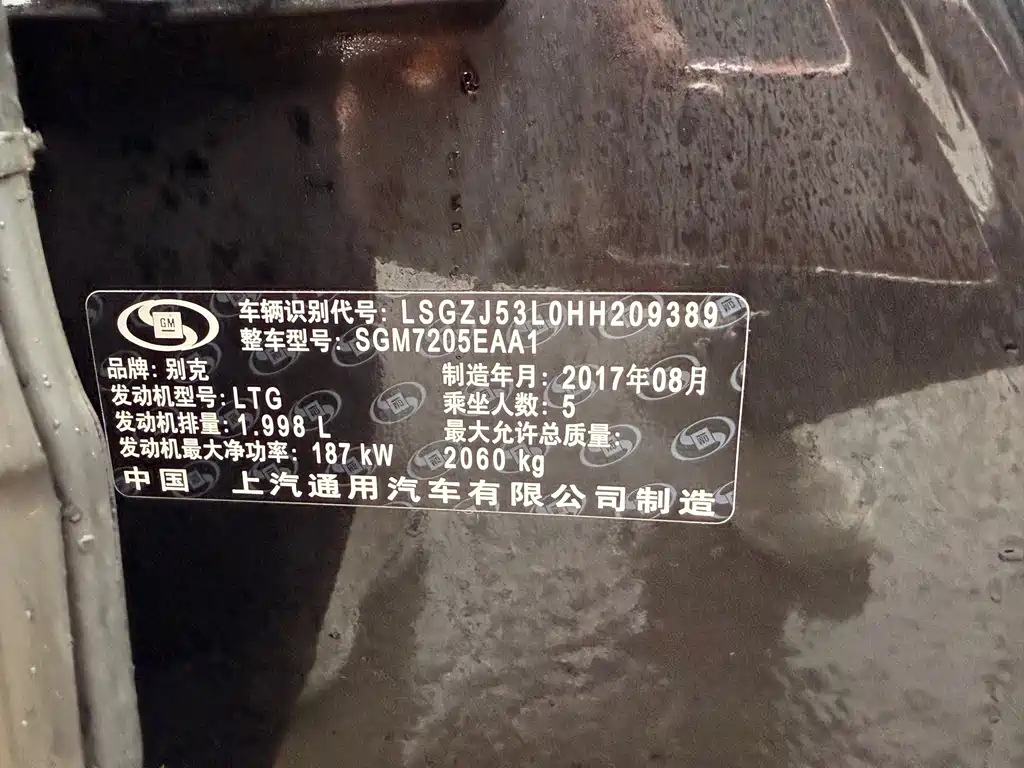 GM
车辆识别代号: LSGZJ53L0HH209389
整车型号: SGM7205EAA1
品牌: 别克
制造年月: 2017年08月
发动机型号: LTG
乘坐人数: 5
发动机排量: 1.998 L
最大允许总质量:
2060 kg
发动机最大净功率: 187 kW
中国 上汽通用汽车有限公司制造